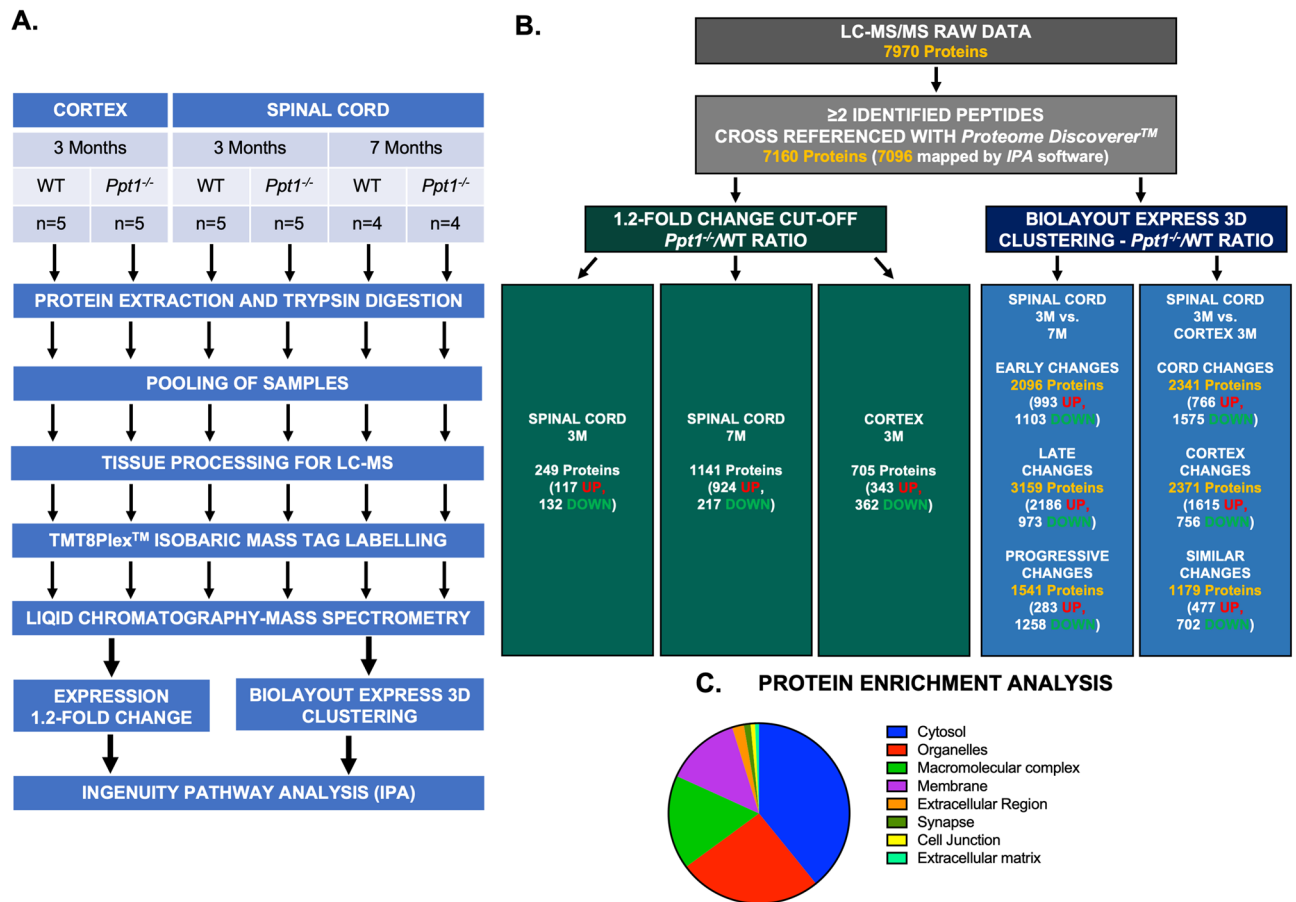 A.
CORTEX SPINAL CORD
3 Months 3 Months 7 Months
WT Ppt1-/- WT Ppt1-/- WT Ppt1-/-
n=5 n=5 n=5 n=5 n=4 n=4
PROTEIN EXTRACTION AND TRYPSIN DIGESTION
POOLING OF SAMPLES
TISSUE PROCESSING FOR LC-MS
TMT8Plex™ ISOBARIC MASS TAG LABELLING
LIQID CHROMATOGRAPHY-MASS SPECTROMETRY
EXPRESSION
1.2-FOLD CHANGE
BIOLAYOUT EXPRESS 3D
CLUSTERING
INGENUITY PATHWAY ANALYSIS (IPA)
B.
LC-MS/MS RAW DATA
7970 Proteins
≥2 IDENTIFIED PEPTIDES
CROSS REFERENCED WITH Proteome Discoverer™
7160 Proteins (7096 mapped by IPA software)
1.2-FOLD CHANGE CUT-OFF
Ppt1-/-/WT RATIO
BIOLAYOUT EXPRESS 3D
CLUSTERING - Ppt1-/-/WT RATIO
SPINAL CORD
3M
249 Proteins
(117 UP,
132 DOWN)
SPINAL CORD
7M
1141 Proteins
(924 UP,
217 DOWN)
CORTEX
3M
705 Proteins
(343 UP,
362 DOWN)
SPINAL CORD
3M vs.
7M
EARLY CHANGES
2096 Proteins
(993 UP,
1103 DOWN)
LATE
CHANGES
3159 Proteins
(2186 UP,
973 DOWN)
PROGRESSIVE
CHANGES
1541 Proteins
(283 UP,
1258 DOWN)
SPINAL CORD
3M vs.
CORTEX 3M
CORD CHANGES
2341 Proteins
(766 UP,
1575 DOWN)
CORTEX
CHANGES
2371 Proteins
(1615 UP,
756 DOWN)
SIMILAR
CHANGES
1179 Proteins
(477 UP,
702 DOWN)
C. PROTEIN ENRICHMENT ANALYSIS
Cytosol
Organelles
Macromolecular complex
Membrane
Extracellular Region
Synapse
Cell Junction
Extracellular matrix